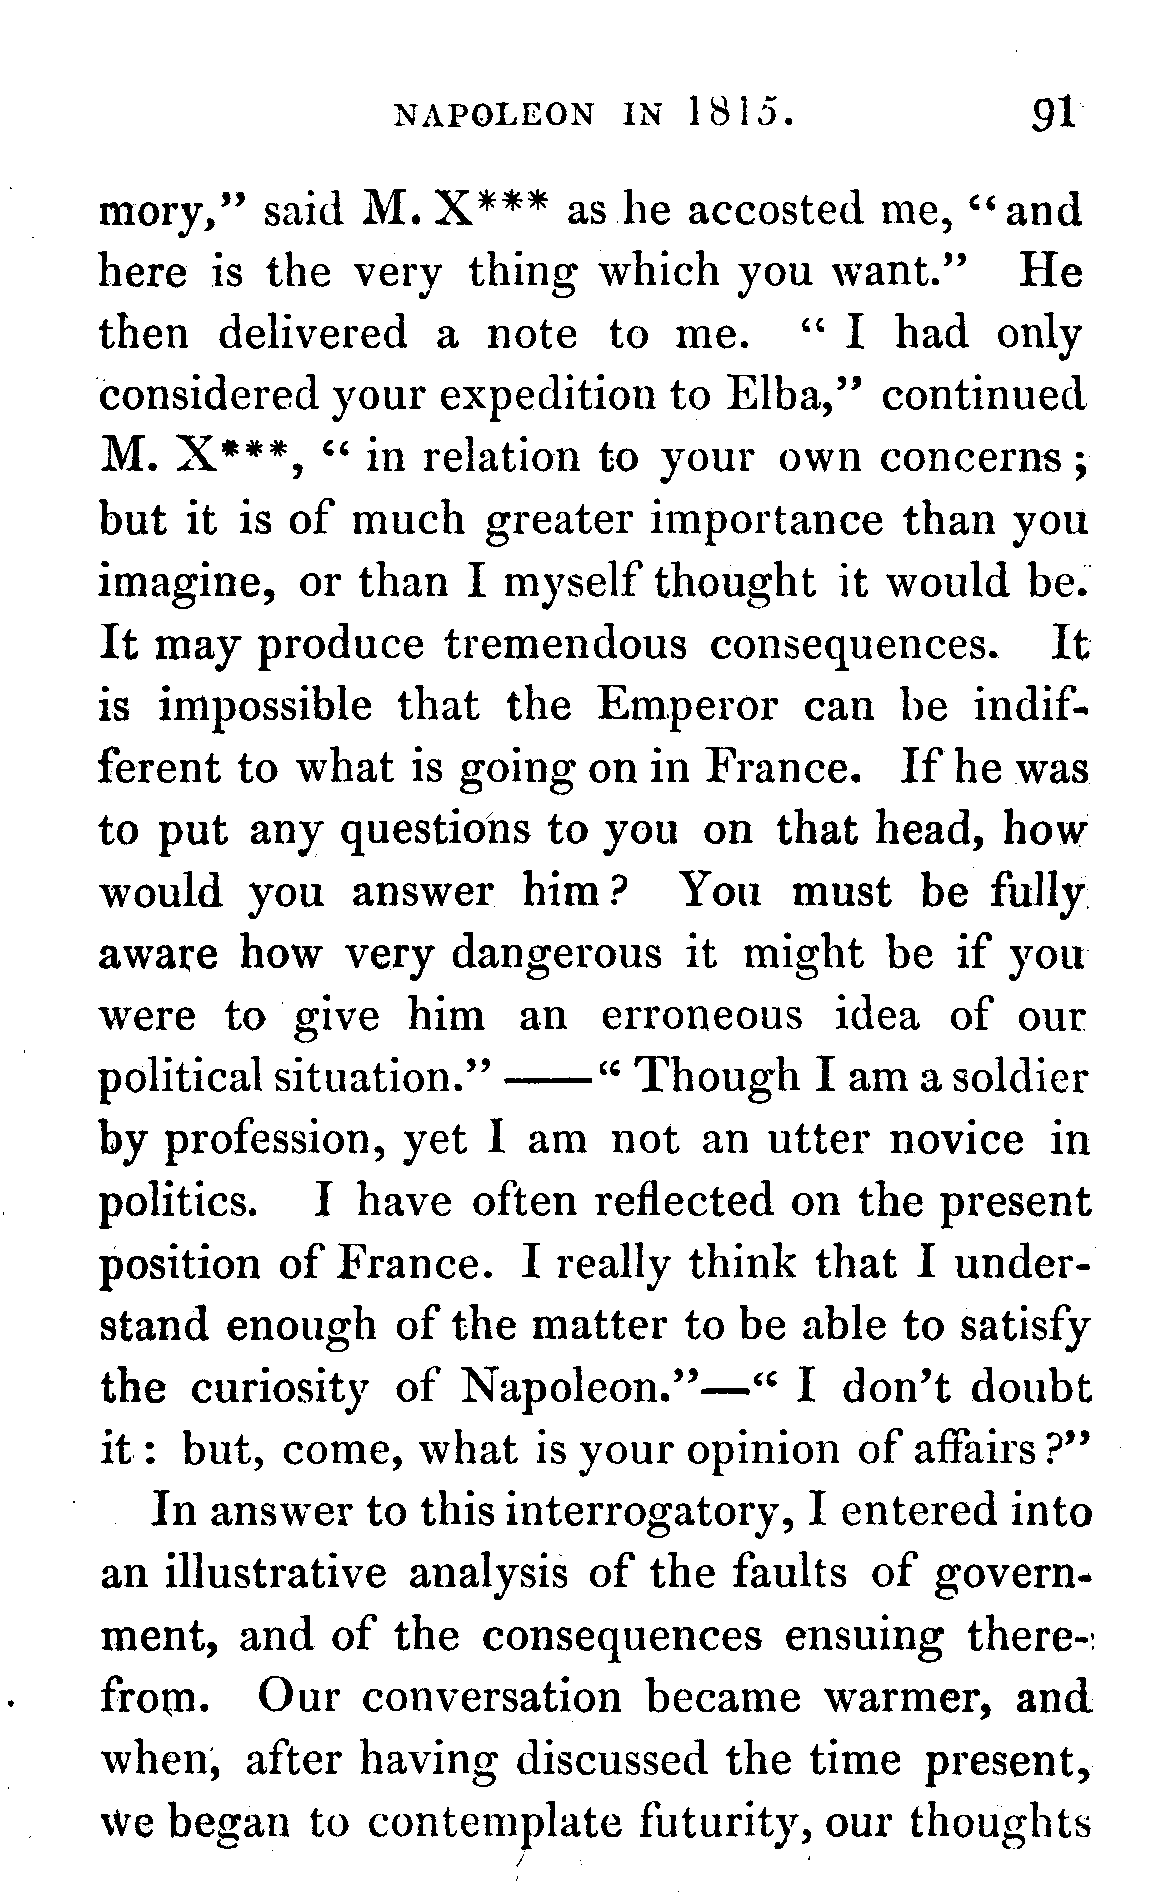 NAPOLEON IN 1815. 91
mory," said M. X*** as he accosted me, "and
here is the very thing which you want." He
then delivered a note to me. " I had only
considered your expedition to Elba," continued
M. X***, " in relation to your own concerns ;
but it is of much greater importance than you
imagine, or than I myself thought it would be.
It may produce tremendous consequences. It
is impossible that the Emperor can be indif-
ferent to what is going on in France. If he was
to put any questions to you on that head, how
would you answer him ? You must be fully
aware how very dangerous it might be if you
were to give him an erroneous idea of our
political situation." ——" Though I am a soldier
by profession, yet I am not an utter novice in
politics. I have often reflected on the present
position of France. I really think that I under-
stand enough of the matter to be able to satisfy
the curiosity of Napoleon."—" I don't doubt
it : but, come, what is your opinion of affairs ?"
In answer to this interrogatory, I entered into
an illustrative analysis of the faults of govern-
ment, and of the consequences ensuing there-
from. Our conversation became warmer, and
when, after having discussed the time present,
we began to contemplate futurity, our thoughts